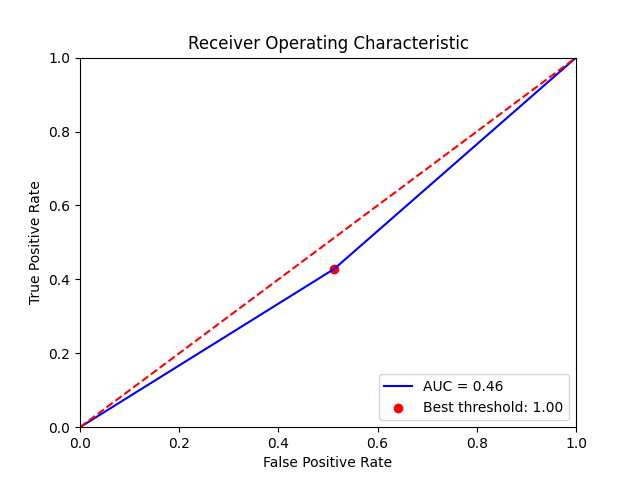 Receiver Operating Characteristic
1.0
0.8
0.6
0.4
0.2
0.0
True Positive Rate
AUC = 0.46
Best threshold: 1.00
0.0 0.2 0.4 0.6 0.8 1.0
False Positive Rate